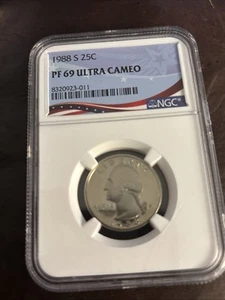 1988 S 25C
PF 69 ULTRA CAMEO
8320923-011
NGC